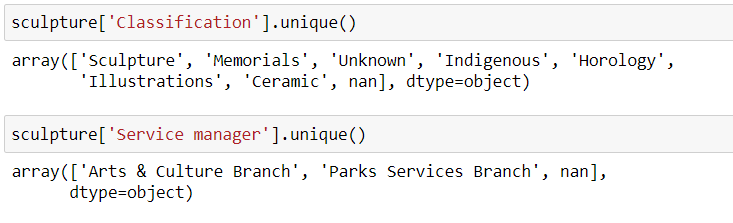 sculpture['Classification'].unique()
array(['Sculpture', 'Memorials', 'Unknown', 'Indigenous', 'Horology',
       'Illustrations', 'Ceramic', nan], dtype=object)
sculpture['Service manager'].unique()
array(['Arts & Culture Branch', 'Parks Services Branch', nan],
      dtype=object)